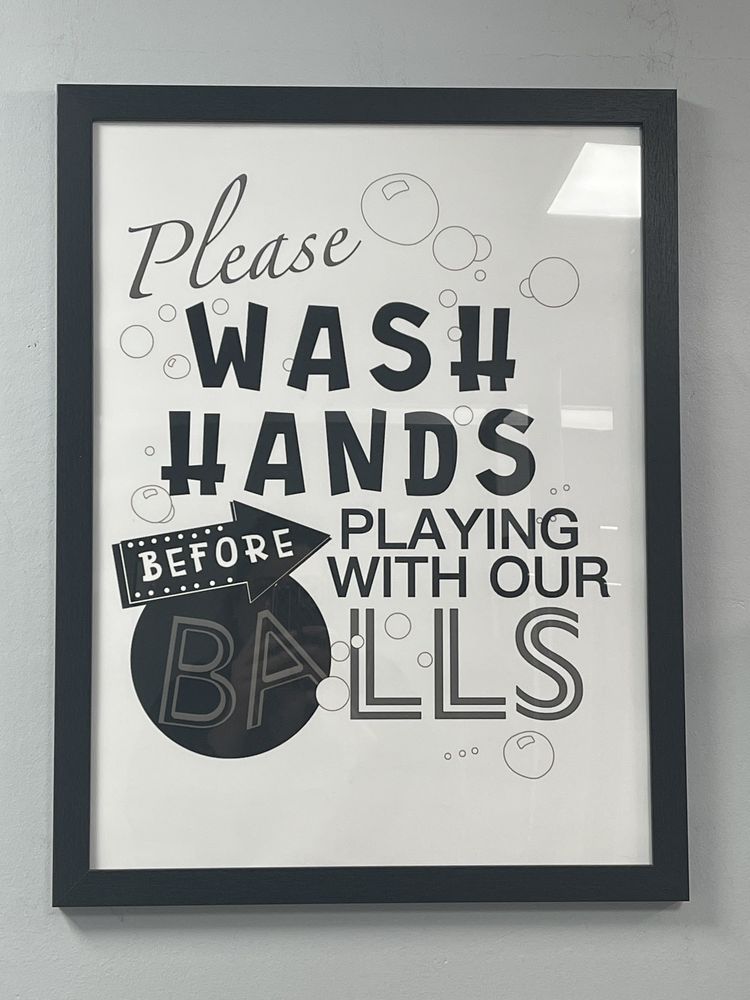 Please
WASH
HANDS
BEFORE PLAYING
WITH OUR
BALLS